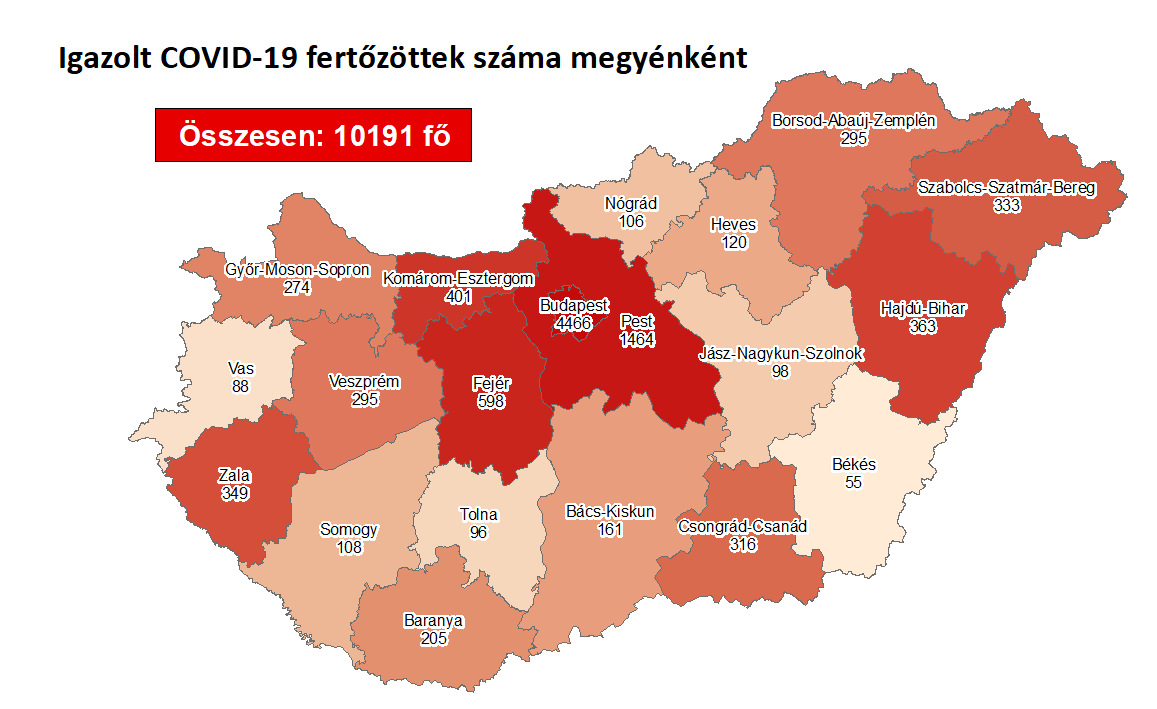 Igazolt COVID-19 fertőzöttek száma megyénként
Összesen: 10191 fő
Borsod-Abaúj-Zemplén
295
Szabolcs-Szatmár-Bereg
333
Nógrád
106
Heves
120
Győr-Moson-Sopron
274
Komárom-Esztergom
401
Budapest
4466
Pest
1464
Hajdú-Bihar
363
Jász-Nagykun-Szolnok
98
Vas
88
Veszprém
295
Fejér
598
Békés
55
Zala
349
Somogy
108
Tolna
96
Bács-Kiskun
161
Csongrád-Csanád
316
Baranya
205